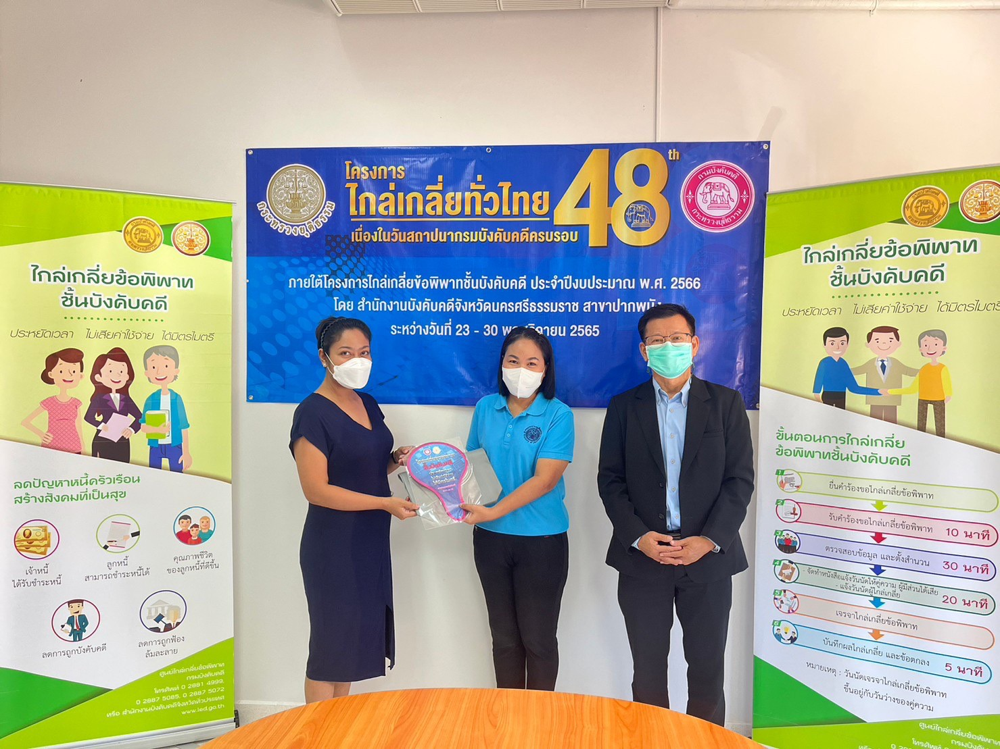 โครงการ
ไกล่เกลี่ยทั่วไทย
48th
เนื่องในวันสถาปนากรมบังคับคดีครบรอบ
กระทรวงยุติธรรม
กรมบังคับคดี
กระทรวงยุติธรรม
ภายใต้โครงการไกล่เกลี่ยข้อพิพาทชั้นบังคับคดี ประจำปีงบประมาณ พ.ศ. 2566
โดย สำนักงานบังคับคดีจังหวัดนครศรีธรรมราช สาขาปากพนัง
ระหว่างวันที่ 23 - 30 พฤศจิกายน 2565
ไกล่เกลี่ยข้อพิพาท
ชั้นบังคับคดี
ประหยัดเวลา ไม่เสียค่าใช้จ่าย ได้มิตรไมตรี
ลดปัญหาหนี้ครัวเรือน
สร้างสังคมที่เป็นสุข
เจ้าหนี้
ได้รับชำระหนี้
ลูกหนี้
สามารถชำระหนี้ได้
คุณภาพชีวิต
ของลูกหนี้ที่ดีขึ้น
ลดการถูกบังคับคดี
ลดการถูกฟ้อง
ล้มละลาย
ศูนย์ไกล่เกลี่ยข้อพิพาท
กรมบังคับคดี
โทรศัพท์ 0 2881 4999,
0 2887 5085, 0 2887 5072
หรือ สำนักงานบังคับคดีจังหวัดทั่วประเทศ
www.led.go.th
ไกล่เกลี่ยข้อพิพาท
ชั้นบังคับคดี
ประหยัดเวลา ไม่เสียค่าใช้จ่าย ได้มิตรไมตรี
ขั้นตอนการไกล่เกลี่ย
ข้อพิพาทชั้นบังคับคดี
1 ยื่นคำร้องขอไกล่เกลี่ยข้อพิพาท
2 รับคำร้องขอไกล่เกลี่ยข้อพิพาท 10 นาที
3 ตรวจสอบข้อมูล และตั้งสำนวน 30 นาที
4 - จัดทำหนังสือแจ้งวันนัดให้คู่ความ ผู้มีส่วนได้เสีย
- แจ้งวันนัดผู้ไกล่เกลี่ย 20 นาที
5 เจรจาไกล่เกลี่ยข้อพิพาท
6 บันทึกผลไกล่เกลี่ย และข้อตกลง 5 นาที
หมายเหตุ : วันนัดเจรจาไกล่เกลี่ยข้อพิพาท
ขึ้นอยู่กับวันว่างของคู่ความ
ศูนย์ไกล่เกลี่ยข้อพิพาท
กรมบังคับคดี
โทรศัพท์ 0 2881